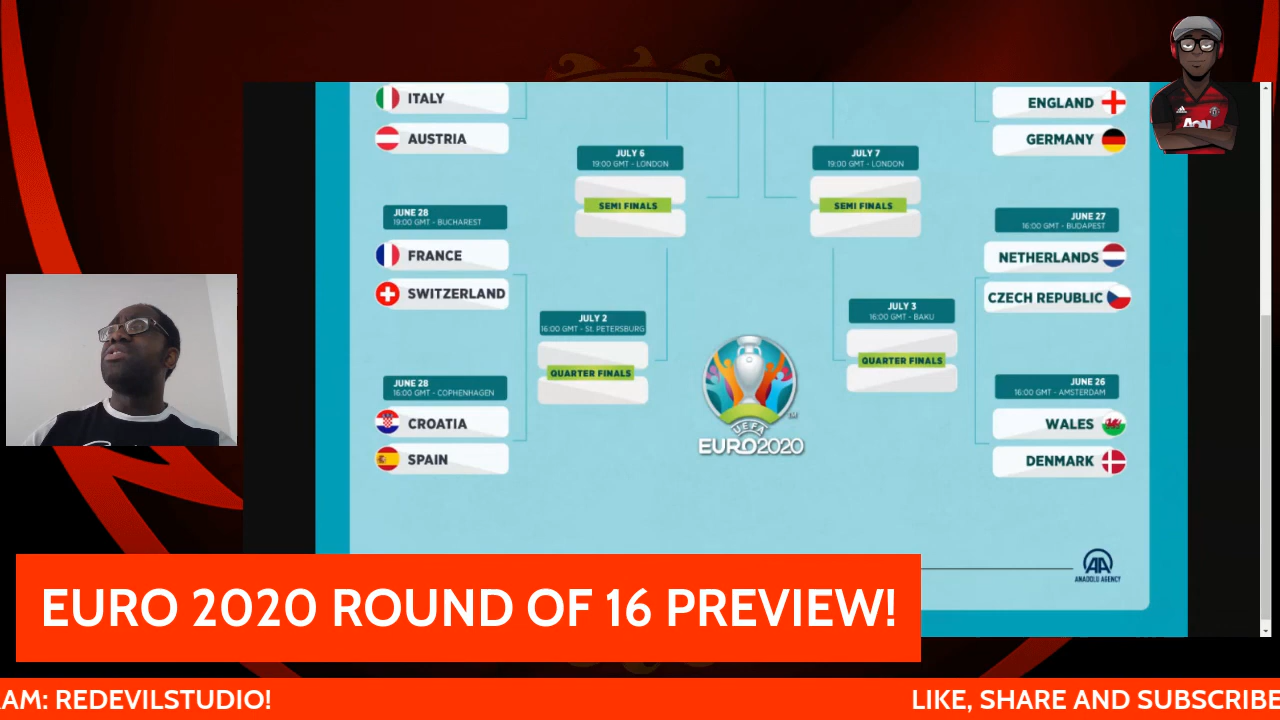 ITALY
AUSTRIA
JUNE 28
19:00 GMT - BUCHAREST
FRANCE
SWITZERLAND
JUNE 28
16:00 GMT - COPHENHAGEN
CROATIA
SPAIN
JULY 6
19:00 GMT - LONDON
SEMI FINALS
JULY 2
16:00 GMT - St. PETERSBURG
QUARTER FINALS
JULY 7
19:00 GMT - LONDON
SEMI FINALS
JULY 3
16:00 GMT - BAKU
QUARTER FINALS
UEFA
EURO2020
TM
ENGLAND
GERMANY
JUNE 27
16:00 GMT - BUDAPEST
NETHERLANDS
CZECH REPUBLIC
JUNE 26
16:00 GMT - AMSTERDAM
WALES
DENMARK
AA
ANADOLU AGENCY
AON
EURO 2020 ROUND OF 16 PREVIEW!
AM: REDEVILSTUDIO!
LIKE, SHARE AND SUBSCRIBE